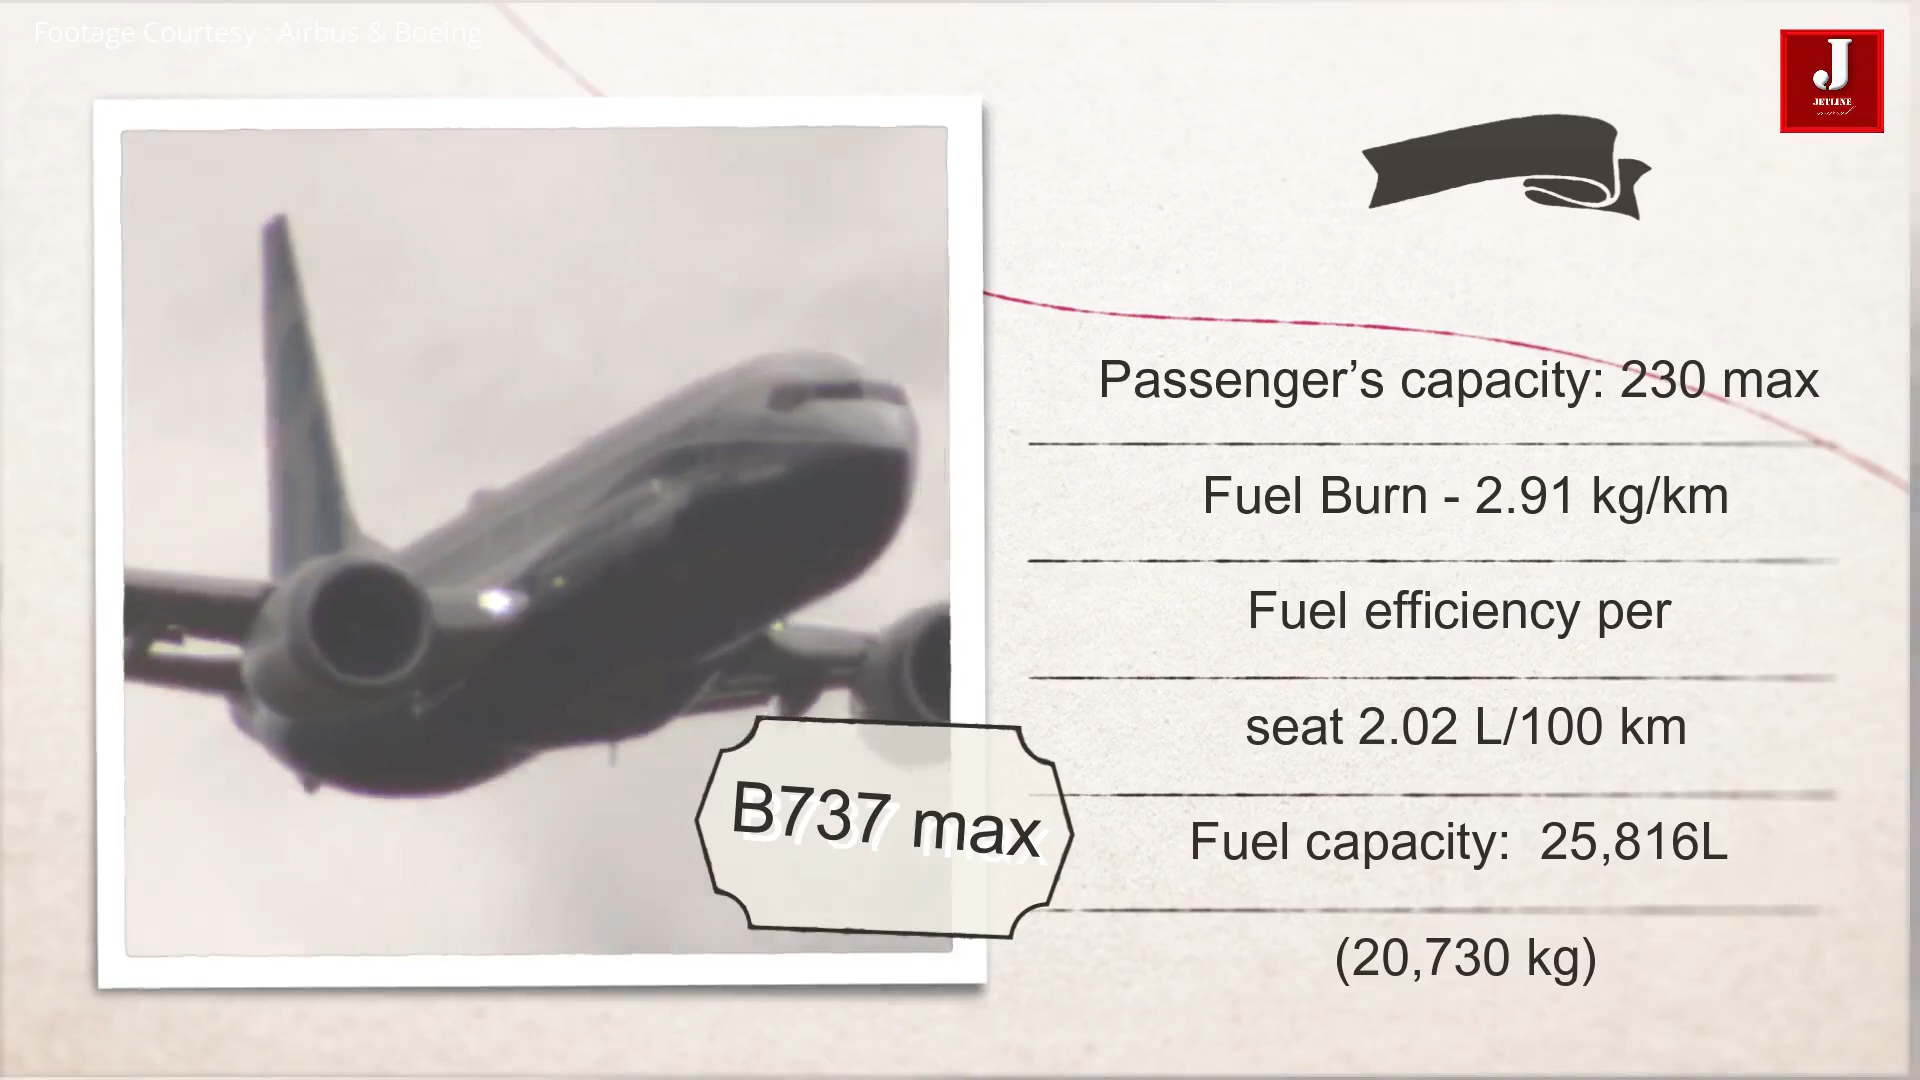 Footage Courtesy : Airbus & Boeing
J
JETLINE
Passenger’s capacity: 230 max
Fuel Burn - 2.91 kg/km
Fuel efficiency per
seat 2.02 L/100 km
B737 max
Fuel capacity:  25,816L
(20,730 kg)